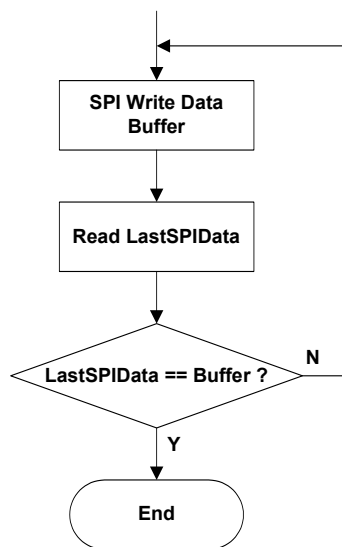 SPI Write Data
Buffer
Read LastSPIData
LastSPIData == Buffer ?
N
Y
End